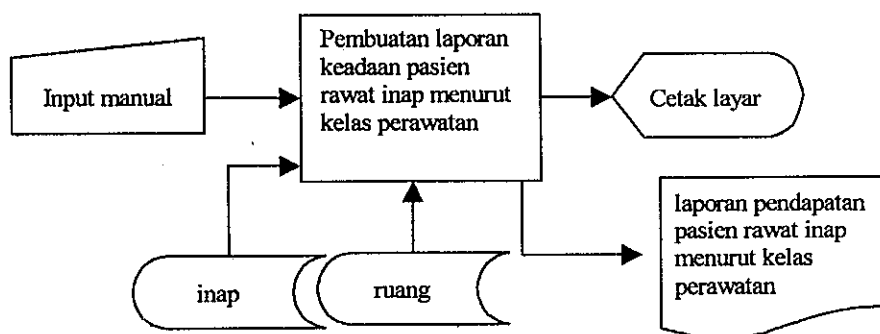 Input manual
Pembuatan laporan
keadaan pasien
rawat inap menurut
kelas perawatan
Cetak layar
inap
ruang
laporan pendapatan
pasien rawat inap
menurut kelas
perawatan